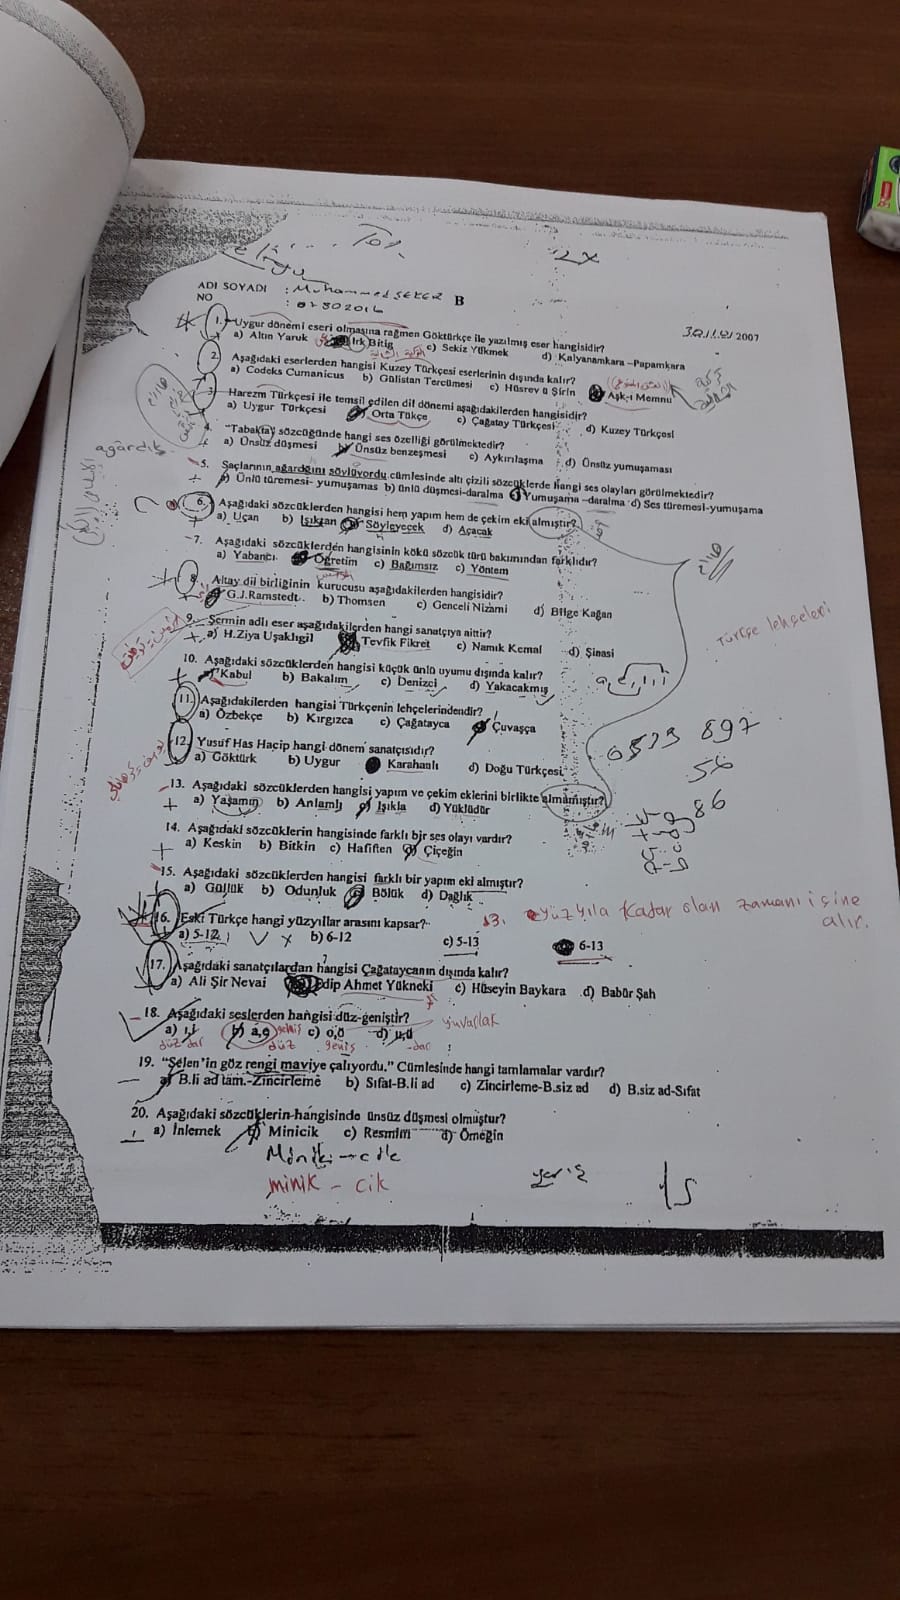 2x
ADI SOYADI : Muhammed ŞEKER B
NO : 07302016
30.11.2007
1. Uygur dönemi eseri olmasına rağmen Göktürkçe ile yazılmış eser hangisidir?
a) Altın Yaruk b) Irk Bitig c) Sekiz Yükmek d) Kalyanamkara –Papamkara
2. Aşağıdaki eserlerden hangisi Kuzey Türkçesi eserlerinin dışında kalır?
a) Codeks Cumanicus b) Gülistan Tercümesi c) Hüsrev ü Şirin d) Aşk-ı Memnu
3. Harezm Türkçesi ile temsil edilen dil dönemi aşağıdakilerden hangisidir?
a) Uygur Türkçesi b) Orta Tükçe c) Çağatay Türkçesi d) Kuzey Türkçesi
4. “Tabaktay sözcüğünde hangi ses özelliği görülmektedir?
a) Ünsüz düşmesi b) Ünsüz benzeşmesi c) Aykırılaşma d) Ünsüz yumuşaması
agârdık
5. Saçlarının ağardığını söylüyordu cümlesinde altı çizili sözcüklerde hangi ses olayları görülmektedir?
a) Ünlü türemesi- yumuşamas b) ünlü düşmesi-daralma c) Yumuşama –daralma d) Ses türemesi-yumuşama
6. Aşağıdaki sözcüklerden hangisi hem yapım hem de çekim eki almıştır?
a) Uçan b) Işıktan c) Söyleyecek d) Açacak
7. Aşağıdaki sözcüklerden hangisinin kökü sözcük türü bakımından farklıdır?
a) Yabancı b) Öğretim c) Bağımsız c) Yöntem
8. Altay dil birliğinin kurucusu aşağıdakilerden hangisidir?
a) G.J.Ramstedt b) Thomsen c) Genceli Nizami d) Bilge Kağan
9. Şermin adlı eser aşağıdakilerden hangi sanatçıya aittir?
a) H.Ziya Uşaklıgil b) Tevfik Fikret c) Namık Kemal d) Şinasi
Türkçe lehçeleri
10. Aşağıdaki sözcüklerden hangisi küçük ünlü uyumu dışında kalır?
a) Kabul b) Bakalım c) Denizci d) Yakacakmış
11. Aşağıdakilerden hangisi Türkçenin lehçelerindendir?
a) Özbekçe b) Kırgızca c) Çağatayca d) Çuvaşça
12. Yusuf Has Hacip hangi dönem sanatçısıdır?
a) Göktürk b) Uygur c) Karahanlı d) Doğu Türkçesi
0533 897
56
86
13. Aşağıdaki sözcüklerden hangisi yapım ve çekim eklerini birlikte almamıştır?
a) Yaşamın b) Anlamlı c) Işıkla d) Yüklüdür
14. Aşağıdaki sözcüklerin hangisinde farklı bir ses olayı vardır?
a) Keskin b) Bitkin c) Hafiften d) Çiçeğin
15. Aşağıdaki sözcüklerden hangisi farklı bir yapım eki almıştır?
a) Güllük b) Odunluk c) Bölük d) Dağlık
16. Eski Türkçe hangi yüzyıllar arasını kapsar?
13. yüzyıla kadar olan zamanı içine
alır.
a) 5-12 b) 6-12 c) 5-13 d) 6-13
17. Aşağıdaki sanatçılardan hangisi Çağataycanın dışında kalır?
a) Ali Şir Nevai b) Edip Ahmet Yükneki c) Hüseyin Baykara d) Babür Şah
18. Aşağıdaki seslerden hangisi düz-geniştir?
a) ı,i b) a,e geniş c) o,ö d) u,ü yuvarlak
düz dar düz geniş dar
19. “Selen’in göz rengi maviye çalıyordu.” Cümlesinde hangi tamlamalar vardır?
a) B.li ad tam.-Zincirleme b) Sıfat-B.li ad c) Zincirleme-B.siz ad d) B.siz ad-Sıfat
20. Aşağıdaki sözcüklerin hangisinde ünsüz düşmesi olmuştur?
a) İnlemek b) Minicik c) Resmim d) Örneğin
minik - cik